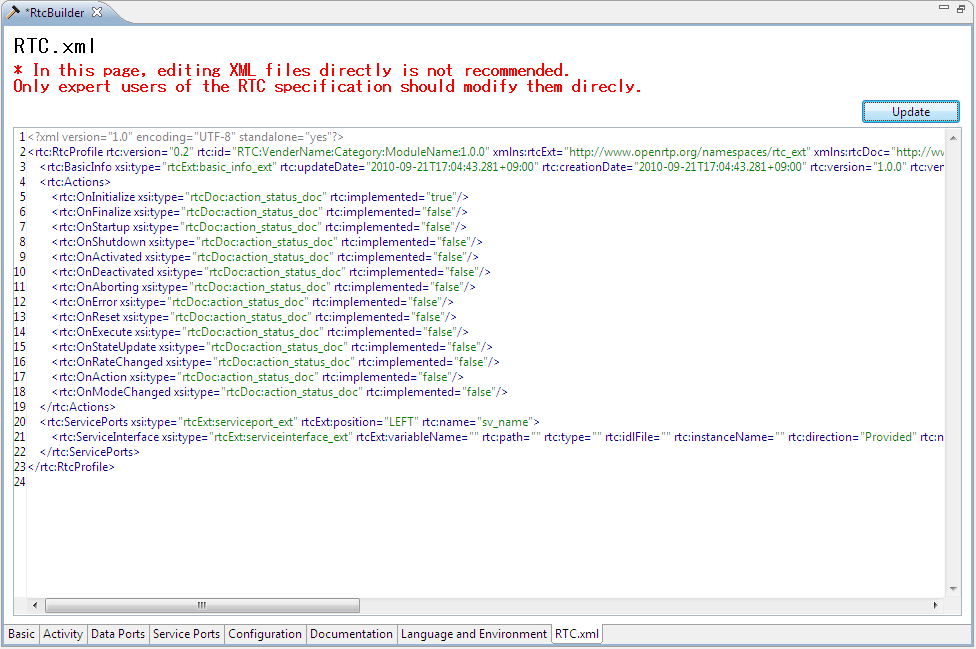 *RtcBuilder
RTC.xml
* In this page, editing XML files directly is not recommended.
Only expert users of the RTC specification should modify them direcly.
Update
1 <?xml version="1.0" encoding="UTF-8" standalone="yes"?>
2 <rtc:RtcProfile rtc:version="0.2" rtc:id="RTC:VenderName:Category:ModuleName:1.0.0" xmlns:rtcExt="http://www.openrtp.org/namespaces/rtc_ext" xmlns:rtcDoc="http://ww
3 <rtc:BasicInfo xsi:type="rtcExt:basic_info_ext" rtc:updateDate="2010-09-21T17:04:43.281+09:00" rtc:creationDate="2010-09-21T17:04:43.281+09:00" rtc:version="1.0.0" rtc:ver
4 <rtc:Actions>
5 <rtc:OnInitialize xsi:type="rtcDoc:action_status_doc" rtc:implemented="true"/>
6 <rtc:OnFinalize xsi:type="rtcDoc:action_status_doc" rtc:implemented="false"/>
7 <rtc:OnStartup xsi:type="rtcDoc:action_status_doc" rtc:implemented="false"/>
8 <rtc:OnShutdown xsi:type="rtcDoc:action_status_doc" rtc:implemented="false"/>
9 <rtc:OnActivated xsi:type="rtcDoc:action_status_doc" rtc:implemented="false"/>
10 <rtc:OnDeactivated xsi:type="rtcDoc:action_status_doc" rtc:implemented="false"/>
11 <rtc:OnAborting xsi:type="rtcDoc:action_status_doc" rtc:implemented="false"/>
12 <rtc:OnError xsi:type="rtcDoc:action_status_doc" rtc:implemented="false"/>
13 <rtc:OnReset xsi:type="rtcDoc:action_status_doc" rtc:implemented="false"/>
14 <rtc:OnExecute xsi:type="rtcDoc:action_status_doc" rtc:implemented="false"/>
15 <rtc:OnStateUpdate xsi:type="rtcDoc:action_status_doc" rtc:implemented="false"/>
16 <rtc:OnRateChanged xsi:type="rtcDoc:action_status_doc" rtc:implemented="false"/>
17 <rtc:OnAction xsi:type="rtcDoc:action_status_doc" rtc:implemented="false"/>
18 <rtc:OnModeChanged xsi:type="rtcDoc:action_status_doc" rtc:implemented="false"/>
19 </rtc:Actions>
20 <rtc:ServicePorts xsi:type="rtcExt:serviceport_ext" rtcExt:position="LEFT" rtc:name="sv_name">
21 <rtc:ServiceInterface xsi:type="rtcExt:serviceinterface_ext" rtcExt:variableName="" rtc:path="" rtc:type="" rtc:idlFile="" rtc:instanceName="" rtc:direction="Provided" rtc:n
22 </rtc:ServicePorts>
23 </rtc:RtcProfile>
24
Basic Activity Data Ports Service Ports Configuration Documentation Language and Environment RTC.xml